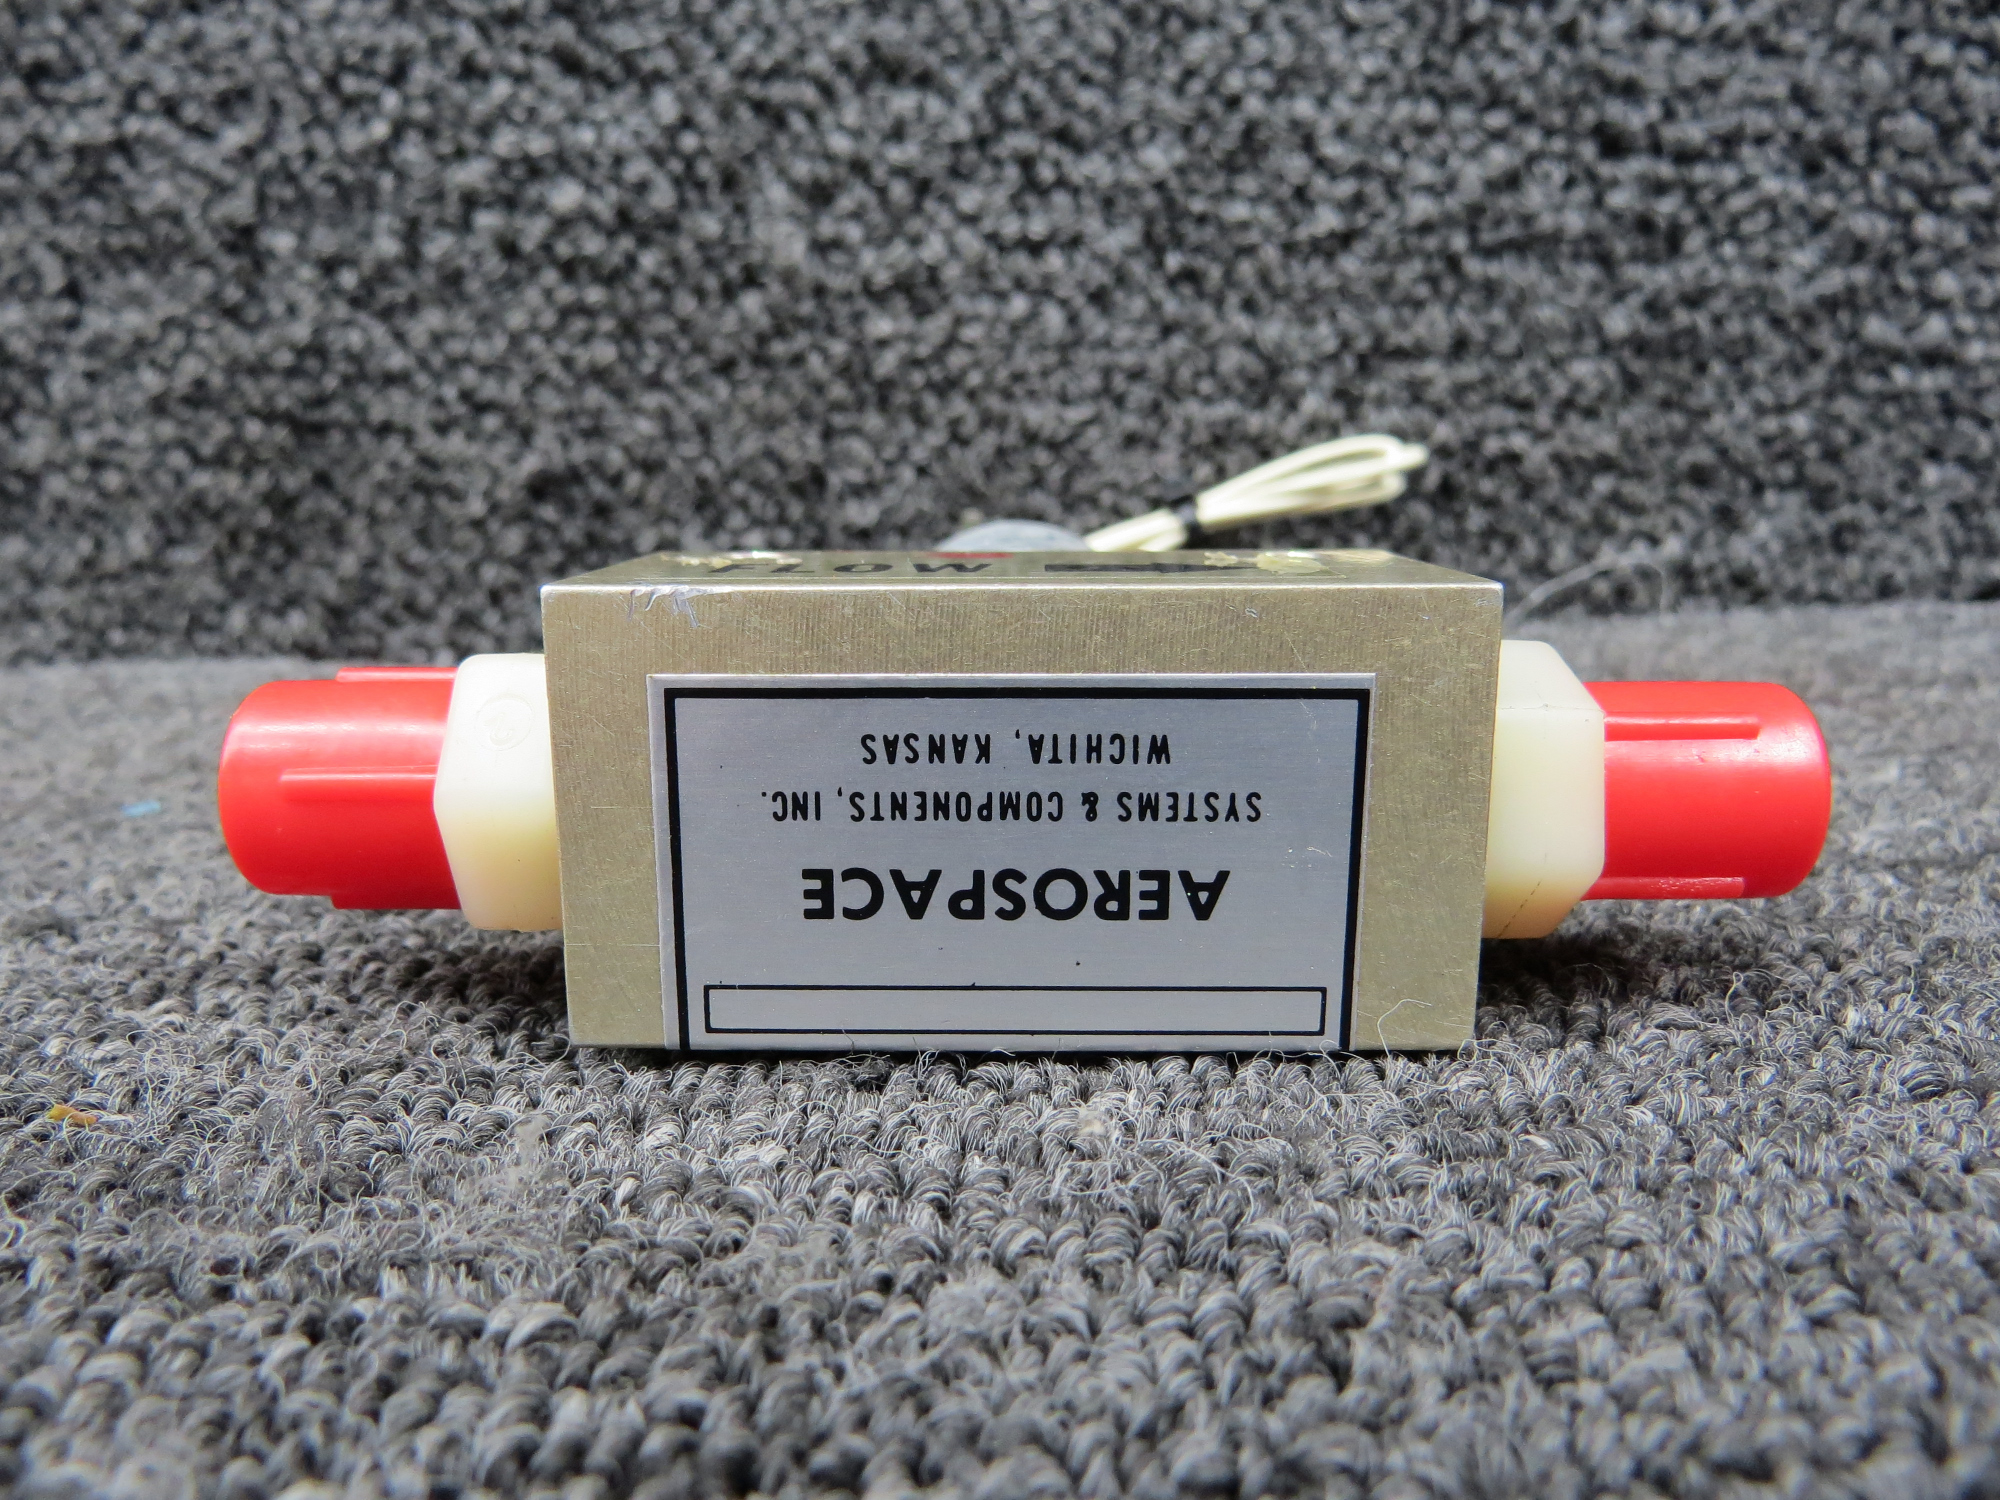 FLOW
AEROSPACE
SYSTEMS & COMPONENTS, INC.
WICHITA, KANSAS